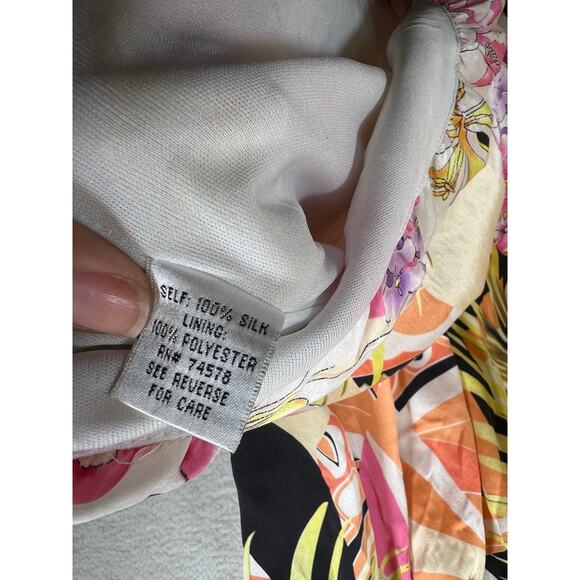 SELF: 100% SILK
LINING:
100% POLYESTER
RN# 74578
SEE REVERSE
FOR CARE